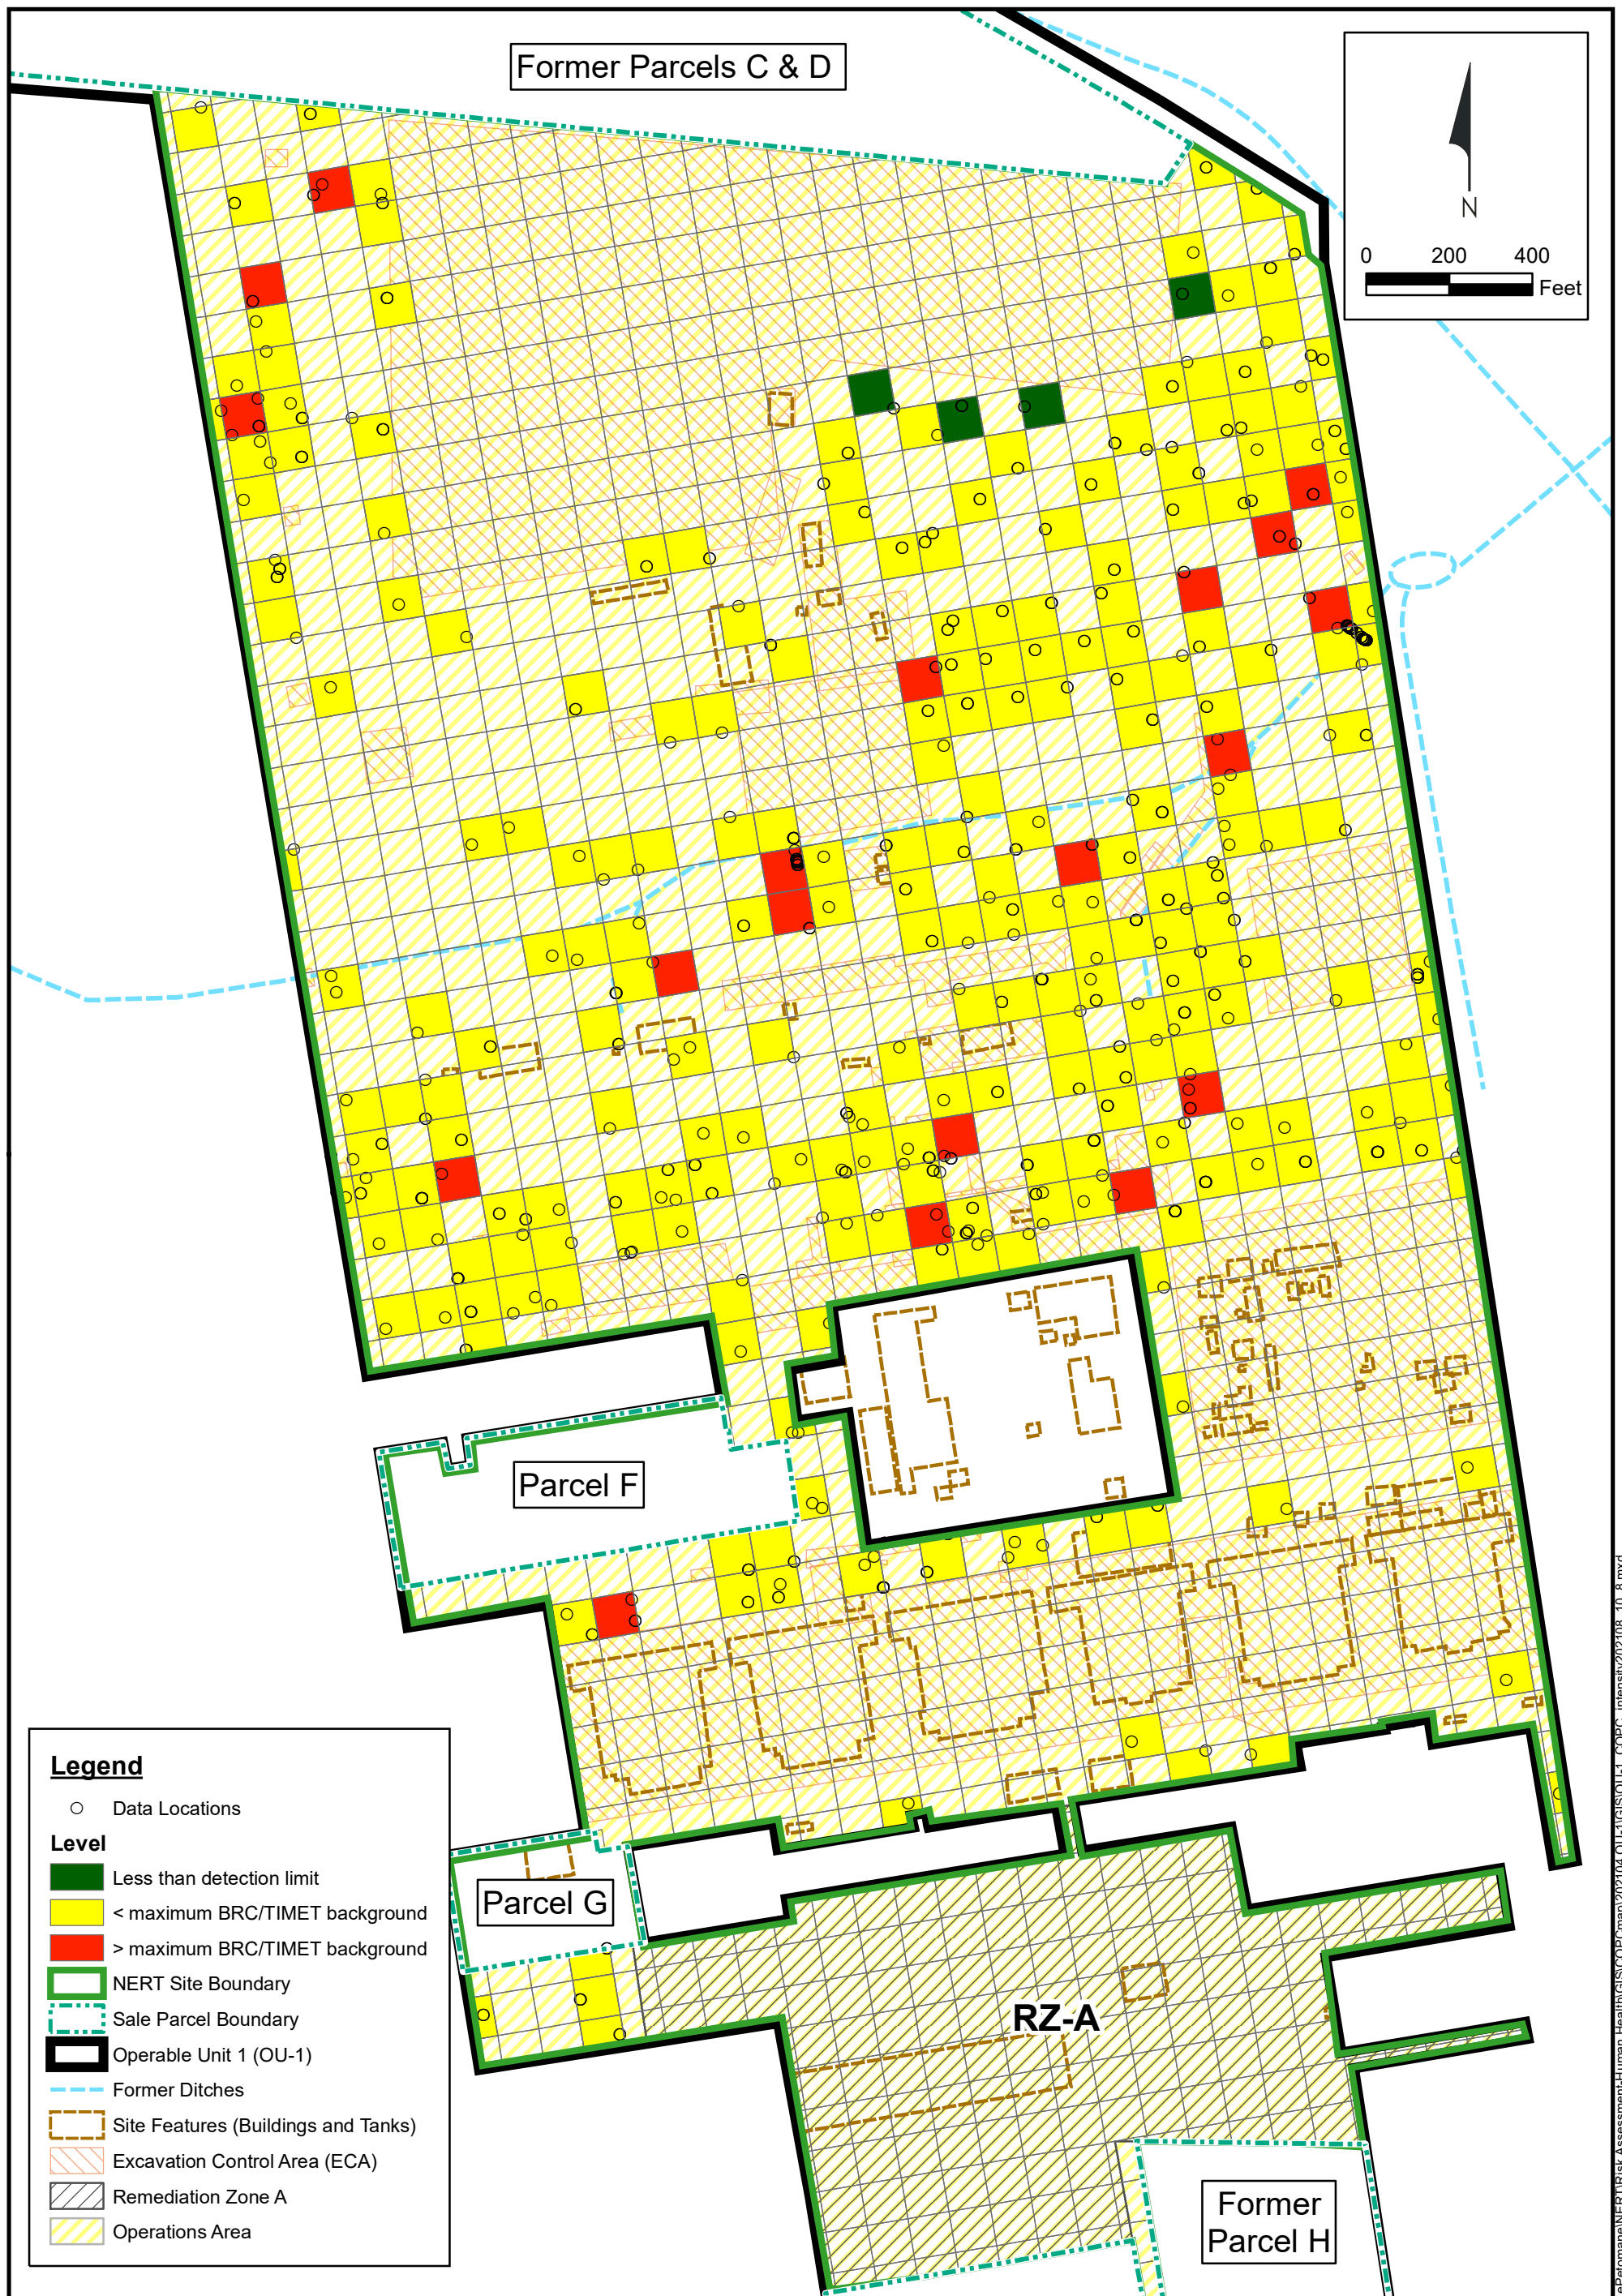 Former Parcels C & D
N
0 200 400
Feet
Parcel F
Parcel G
RZ-A
Former
Parcel H
Legend
Data Locations
Level
Less than detection limit
< maximum BRC/TIMET background
> maximum BRC/TIMET background
NERT Site Boundary
Sale Parcel Boundary
Operable Unit 1 (OU-1)
Former Ditches
Site Features (Buildings and Tanks)
Excavation Control Area (ECA)
Remediation Zone A
Operations Area